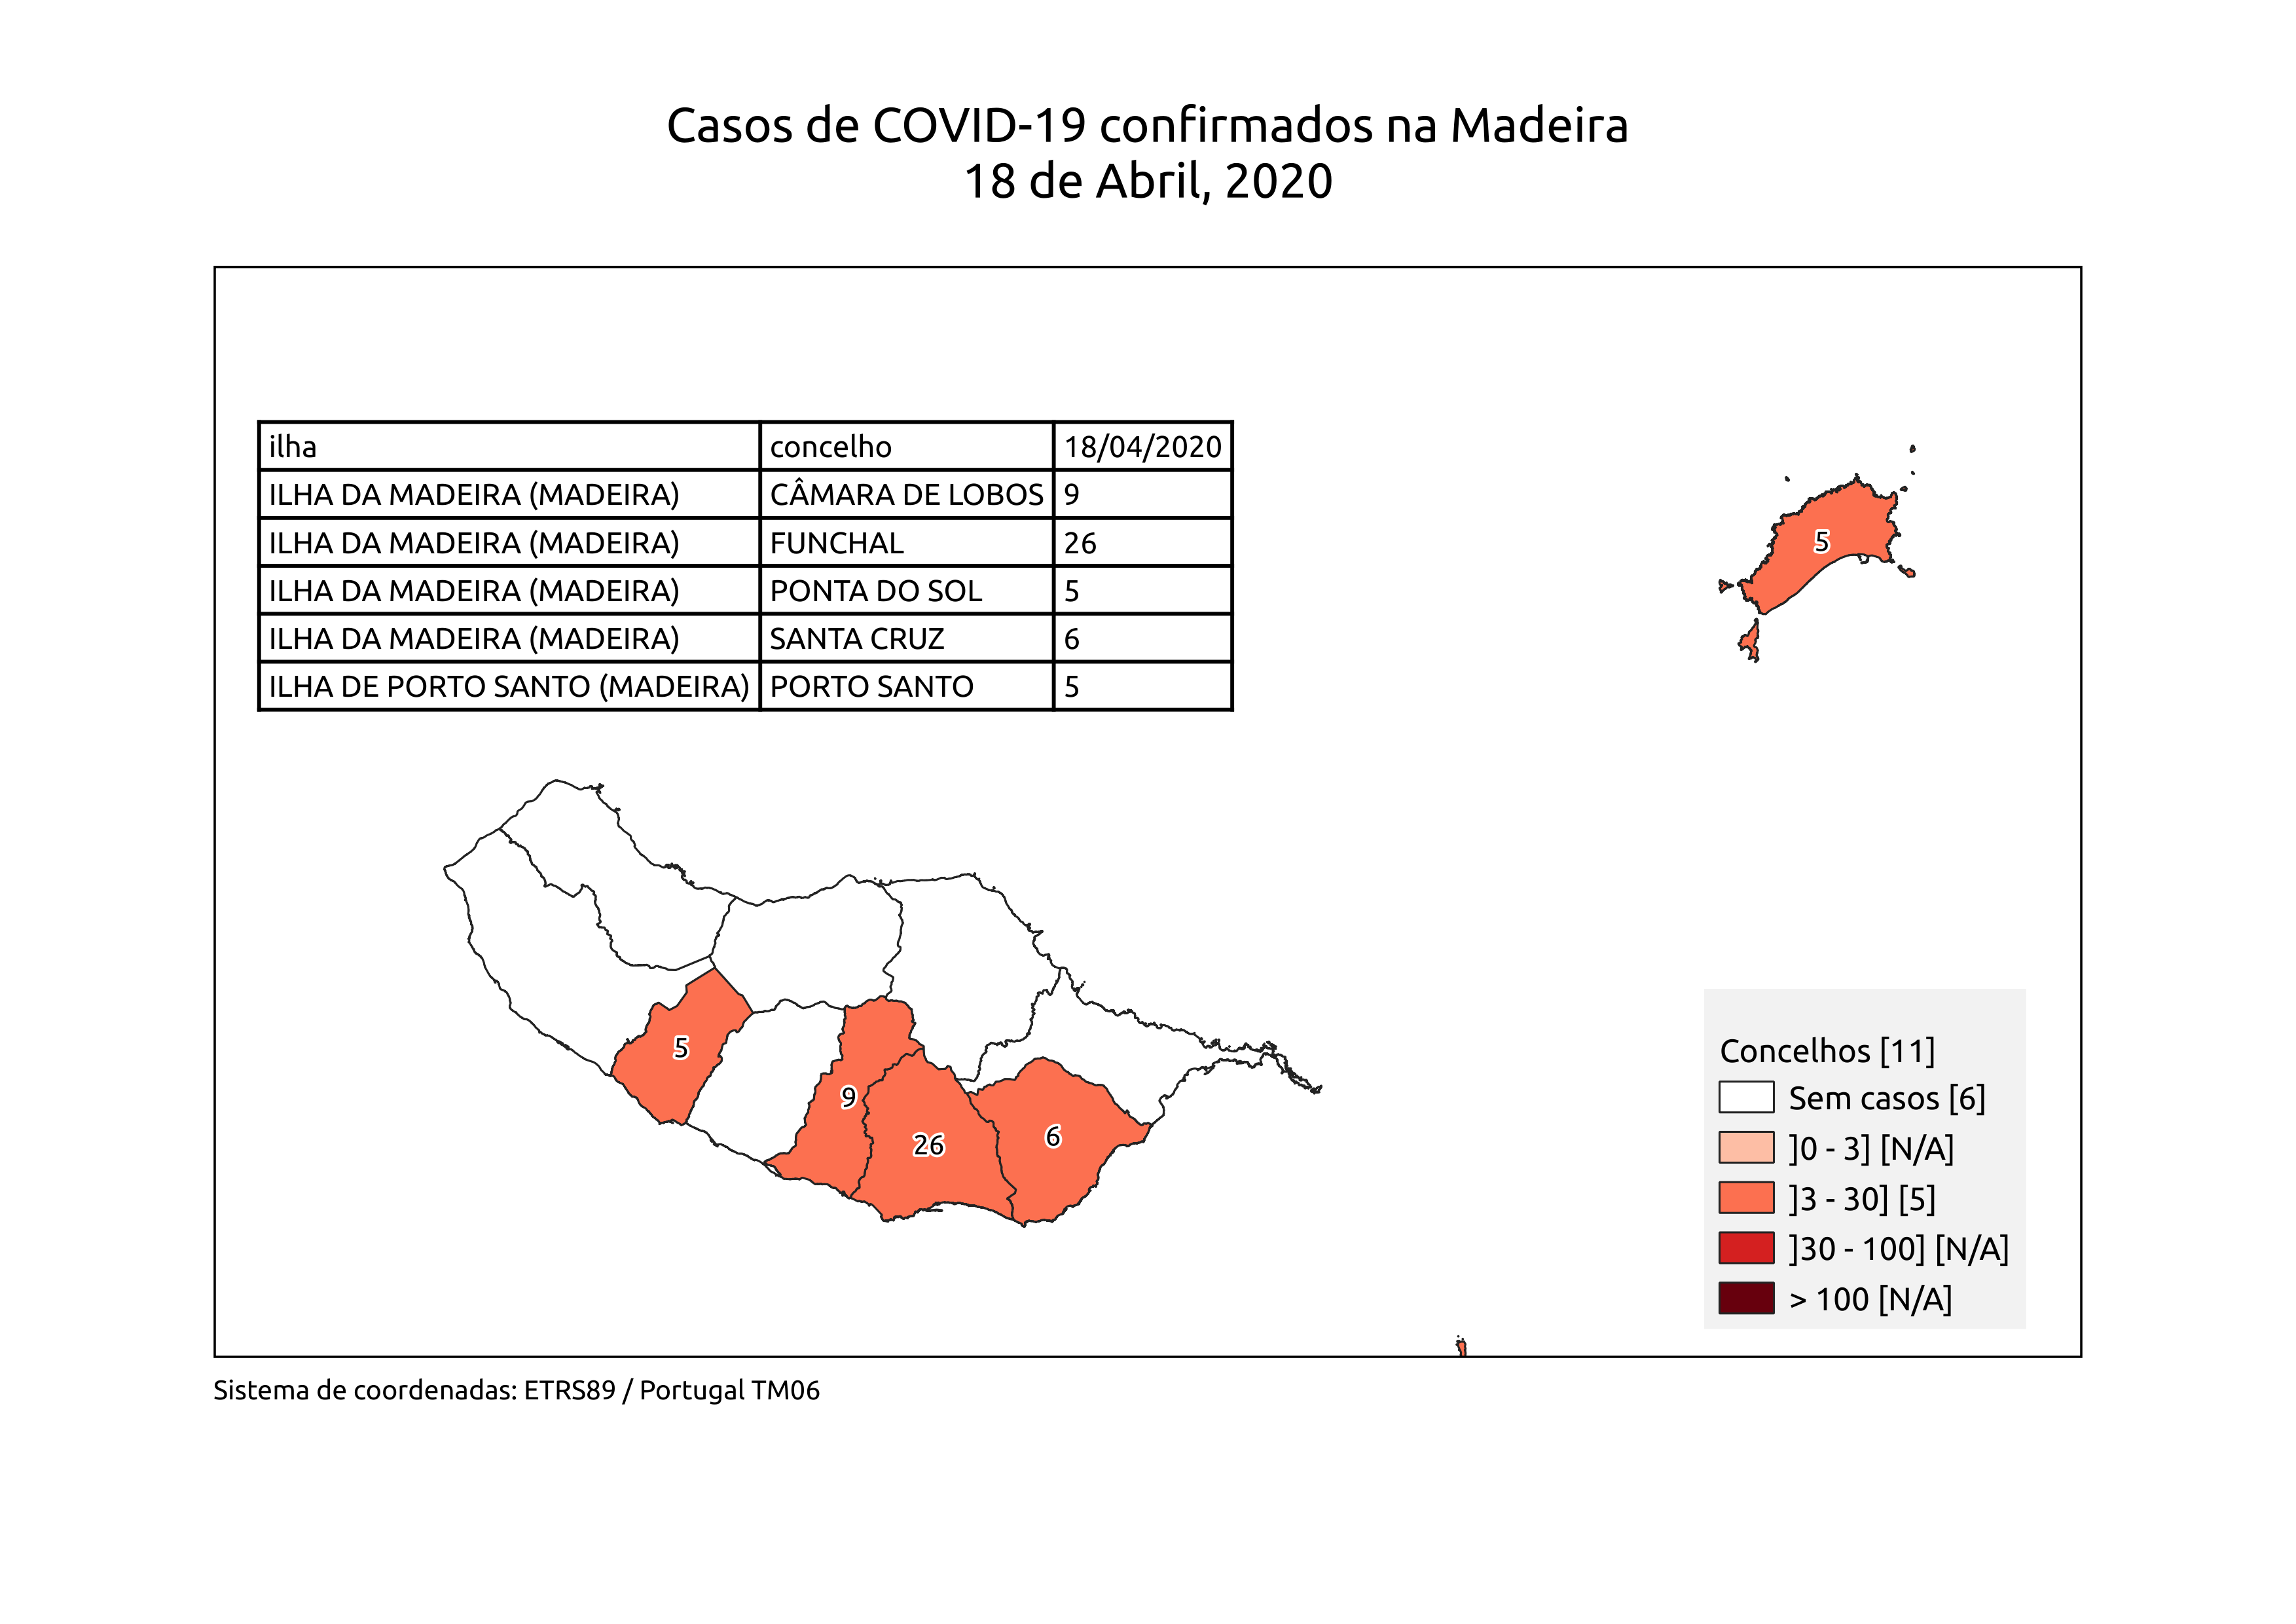 Casos de COVID-19 confirmados na Madeira
18 de Abril, 2020
ilha concelho 18/04/2020
ILHA DA MADEIRA (MADEIRA) CÂMARA DE LOBOS 9
ILHA DA MADEIRA (MADEIRA) FUNCHAL 26
ILHA DA MADEIRA (MADEIRA) PONTA DO SOL 5
ILHA DA MADEIRA (MADEIRA) SANTA CRUZ 6
ILHA DE PORTO SANTO (MADEIRA) PORTO SANTO 5
5
5
9
26
6
Concelhos [11]
Sem casos [6]
]0 - 3] [N/A]
]3 - 30] [5]
]30 - 100] [N/A]
> 100 [N/A]
Sistema de coordenadas: ETRS89 / Portugal TM06